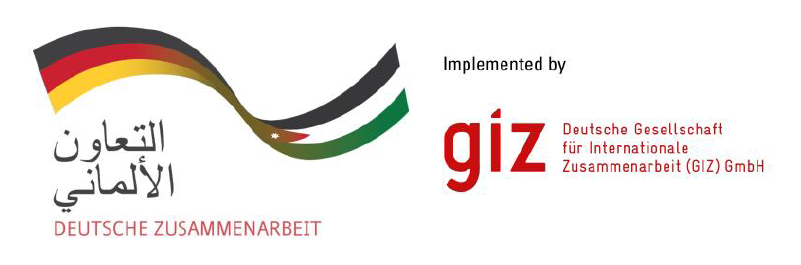 التعاون
الألماني
DEUTSCHE ZUSAMMENARBEIT
Implemented by
giz
Deutsche Gesellschaft
für Internationale
Zusammenarbeit (GIZ) GmbH